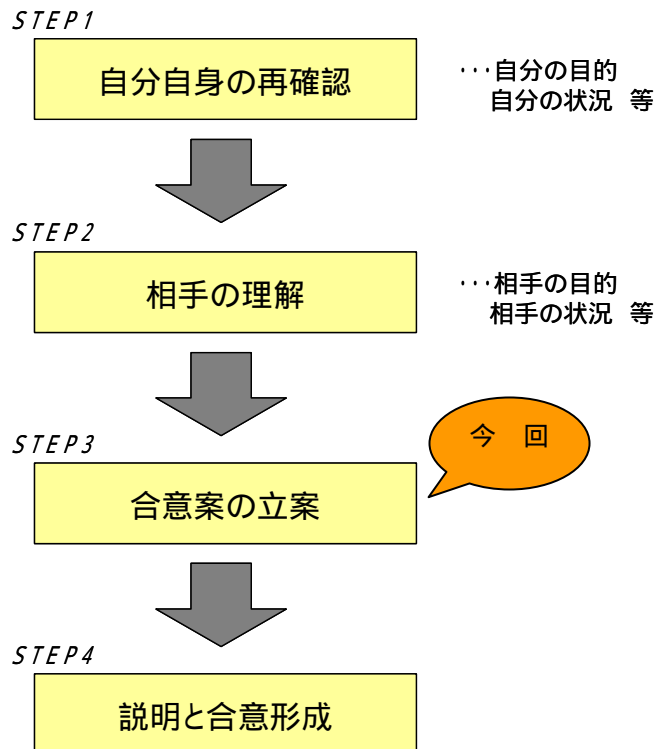 STEP1
自分自身の再確認
･･･自分の目的
自分の状況 等
STEP2
相手の理解
･･･相手の目的
相手の状況 等
今 回
STEP3
合意案の立案
STEP4
説明と合意形成